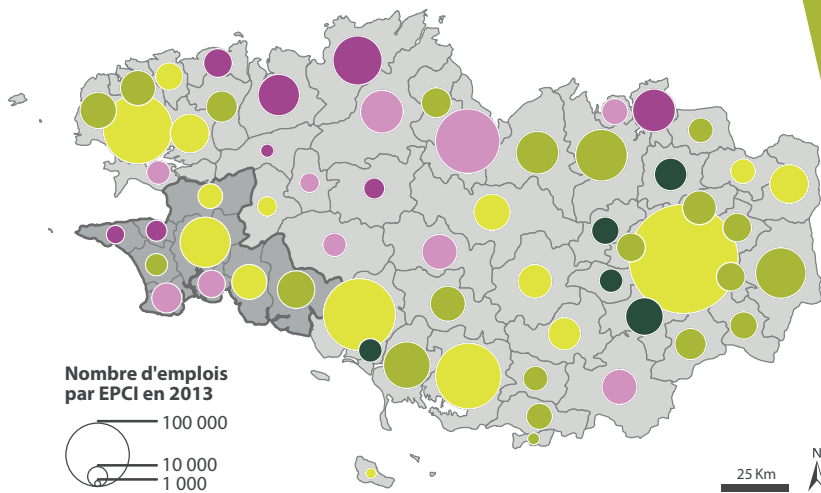 Nombre d'emplois
par EPCI en 2013
100 000
10 000
1 000
25 Km
N